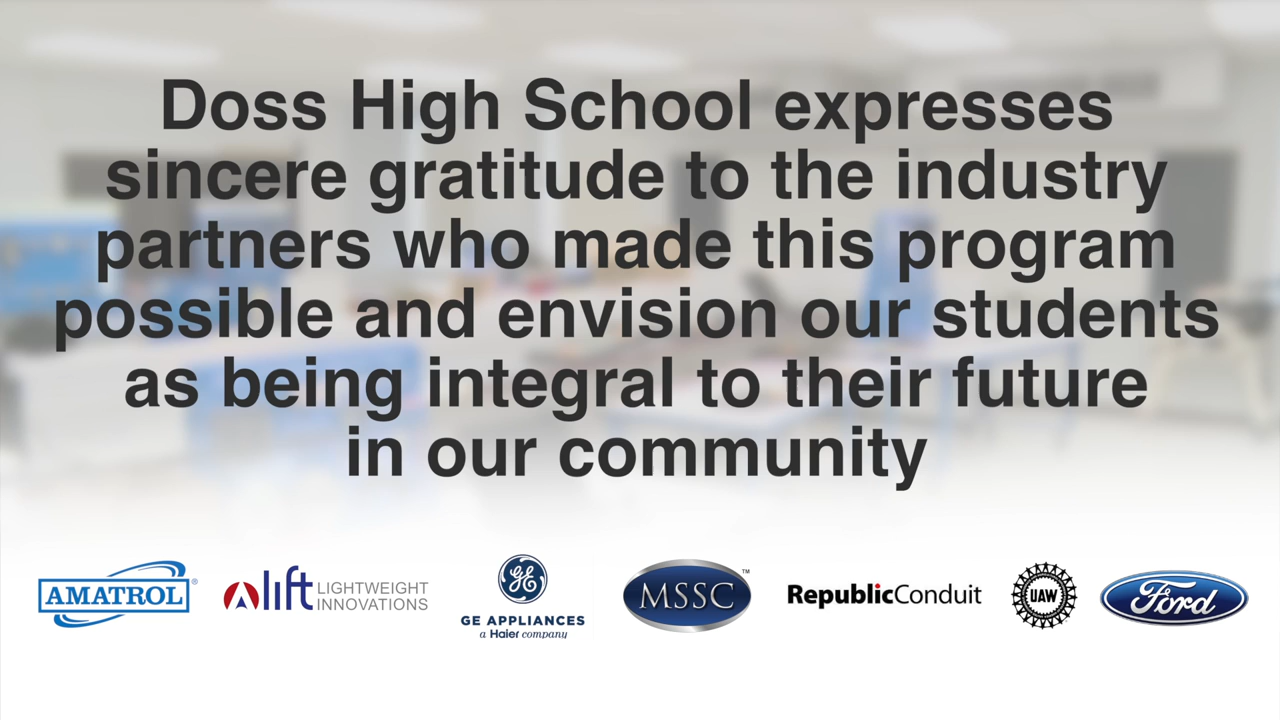 Doss High School expresses
sincere gratitude to the industry
partners who made this program
possible and envision our students
as being integral to their future
in our community
AMATROL®
lift LIGHTWEIGHT
INNOVATIONS
GE
GE APPLIANCES
a Haier company
MSSC™
RepublicConduit
UAW
Ford